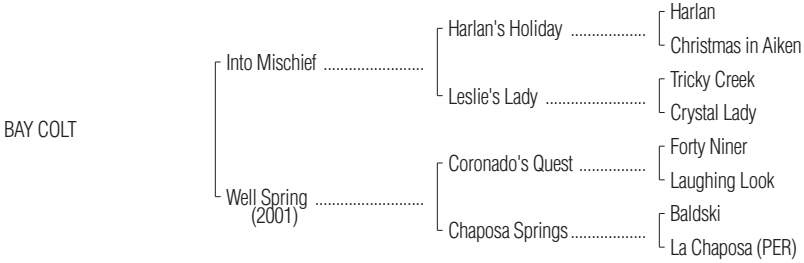 Harlan
Harlan's Holiday ..................
Christmas in Aiken
Into Mischief ........................
Tricky Creek
Leslie's Lady ........................
Crystal Lady
BAY COLT
Forty Niner
Coronado's Quest ................
Laughing Look
Well Spring ..........................
(2001)
Baldski
Chaposa Springs..................
La Chaposa (PER)